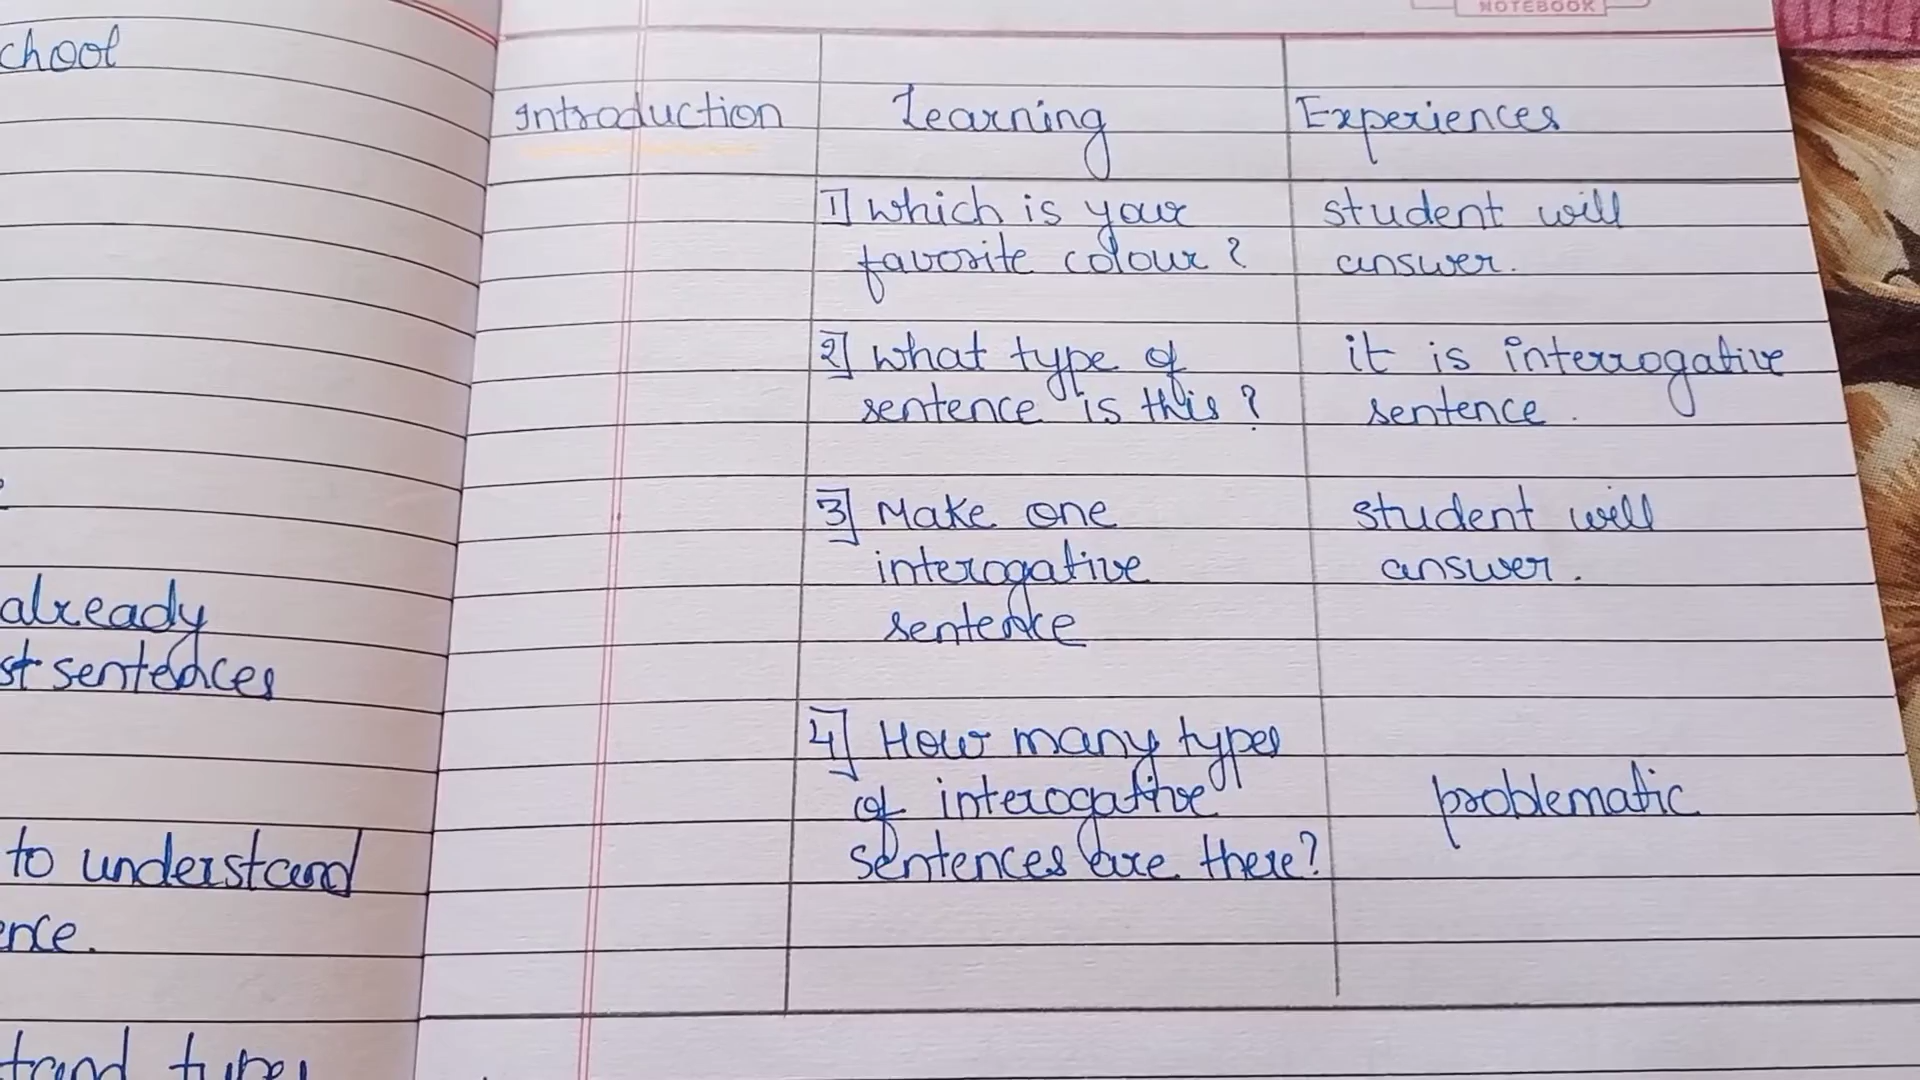 chool
already
st sentences
to understand
ence.
NOTEBOOK
Introduction
Learning
Experiences
1] which is your
favorite colour?
student will
answer.
2] what type of
sentence is this?
it is interrogative
sentence.
3] Make one
interogative
sentence
student will
answer.
4] How many types
of interogative
sentences are there?
problematic